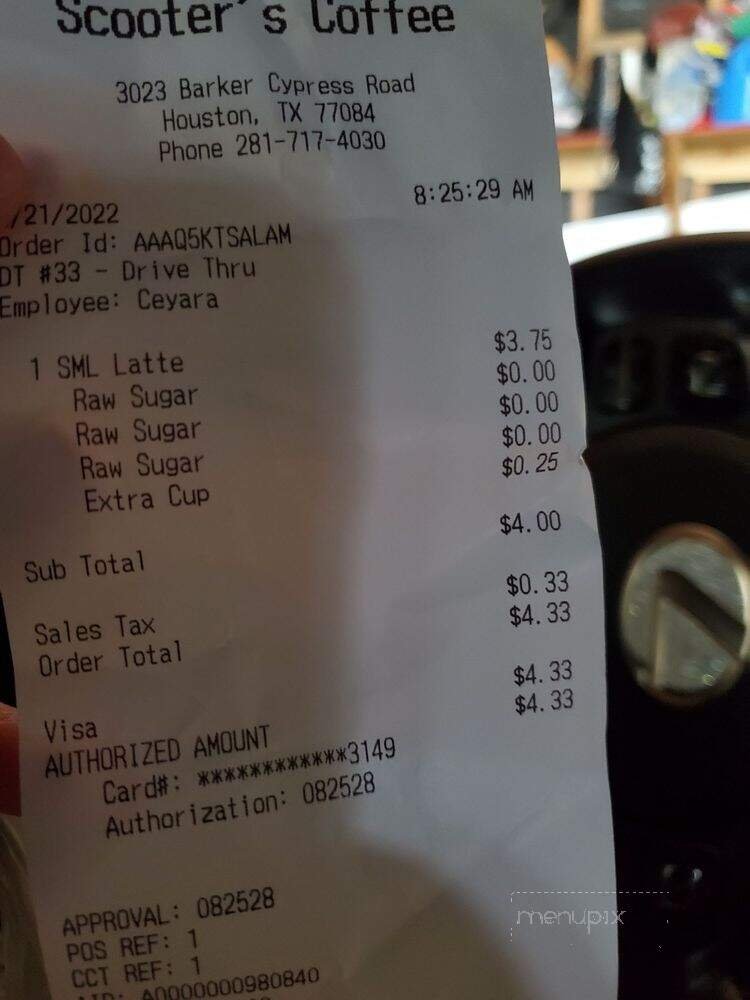 Scooter's Coffee
3023 Barker Cypress Road
Houston, TX 77084
Phone 281-717-4030
/21/2022 8:25:29 AM
Order Id: AAAQ5KTSALAM
DT #33 - Drive Thru
Employee: Ceyara
1 SML Latte $3.75
Raw Sugar $0.00
Raw Sugar $0.00
Raw Sugar $0.00
Extra Cup $0.25
Sub Total $4.00
Sales Tax $0.33
Order Total $4.33
Visa $4.33
AUTHORIZED AMOUNT $4.33
Card#: ************3149
Authorization: 082528
APPROVAL: 082528
POS REF: 1
CCT REF: 1
AID: A0000000980840
menupix